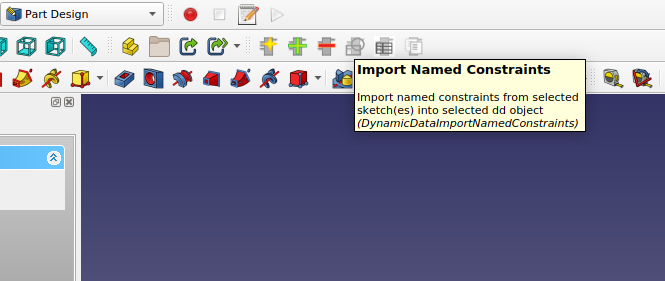 Part Design
Import Named Constraints
Import named constraints from selected
sketch(es) into selected dd object
(DynamicDataImportNamedConstraints)